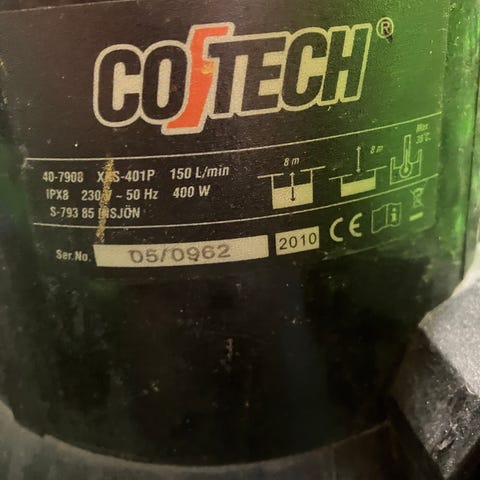 COTECH®
40-7908 XKS-401P 150 L/min
IPX8 230 V ~ 50 Hz 400 W
S-793 85 INSJÖN
8 m
8 m
Max. 35°C.
Ser.No. 05/0962 2010 CE